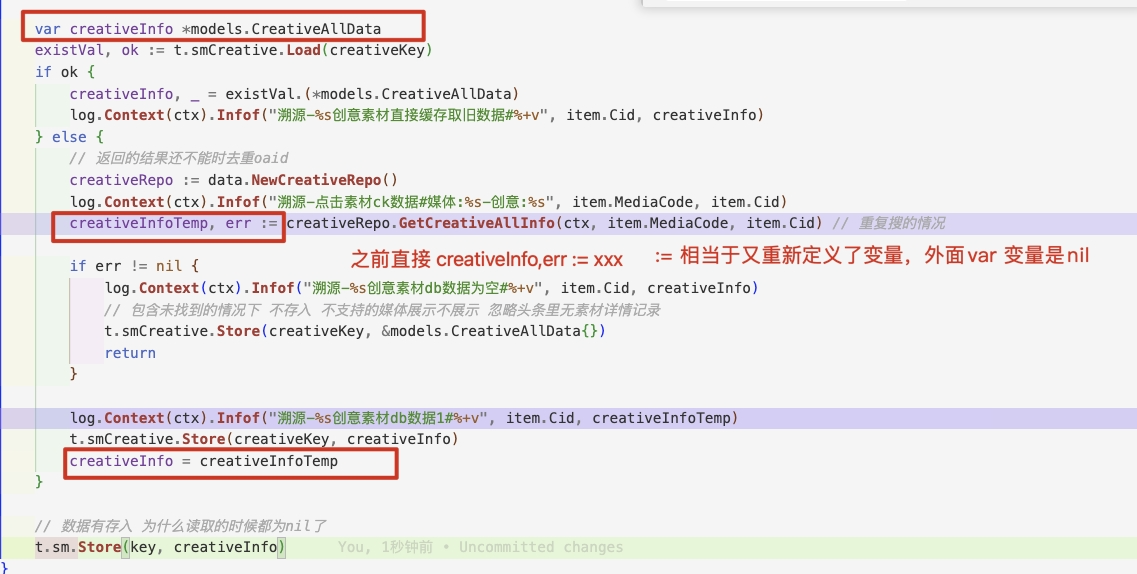 var creativeInfo *models.CreativeAllData
existVal, ok := t.smCreative.Load(creativeKey)
if ok {
creativeInfo, _ = existVal.(*models.CreativeAllData)
log.Context(ctx).Infof("溯源-%s创意素材直接缓存取旧数据#%+v", item.Cid, creativeInfo)
} else {
// 返回的结果还不能时去重oaid
creativeRepo := data.NewCreativeRepo()
log.Context(ctx).Infof("溯源-点击素材ck数据#媒体:%s-创意:%s", item.MediaCode, item.Cid)
creativeInfoTemp, err := creativeRepo.GetCreativeAllInfo(ctx, item.MediaCode, item.Cid) // 重复搜的情况
之前直接 creativeInfo,err := xxx := 相当于又重新定义了变量，外面var 变量是nil
if err != nil {
log.Context(ctx).Infof("溯源-%s创意素材db数据为空#%+v", item.Cid, creativeInfo)
// 包含未找到的情况下 不存入 不支持的媒体展示不展示 忽略头条里无素材详情记录
t.smCreative.Store(creativeKey, &models.CreativeAllData{})
return
}
log.Context(ctx).Infof("溯源-%s创意素材db数据1#%+v", item.Cid, creativeInfoTemp)
t.smCreative.Store(creativeKey, creativeInfo)
creativeInfo = creativeInfoTemp
}
// 数据有存入 为什么读取的时候都为nil了
t.sm.Store(key, creativeInfo) You, 1秒钟前 • Uncommitted changes
}